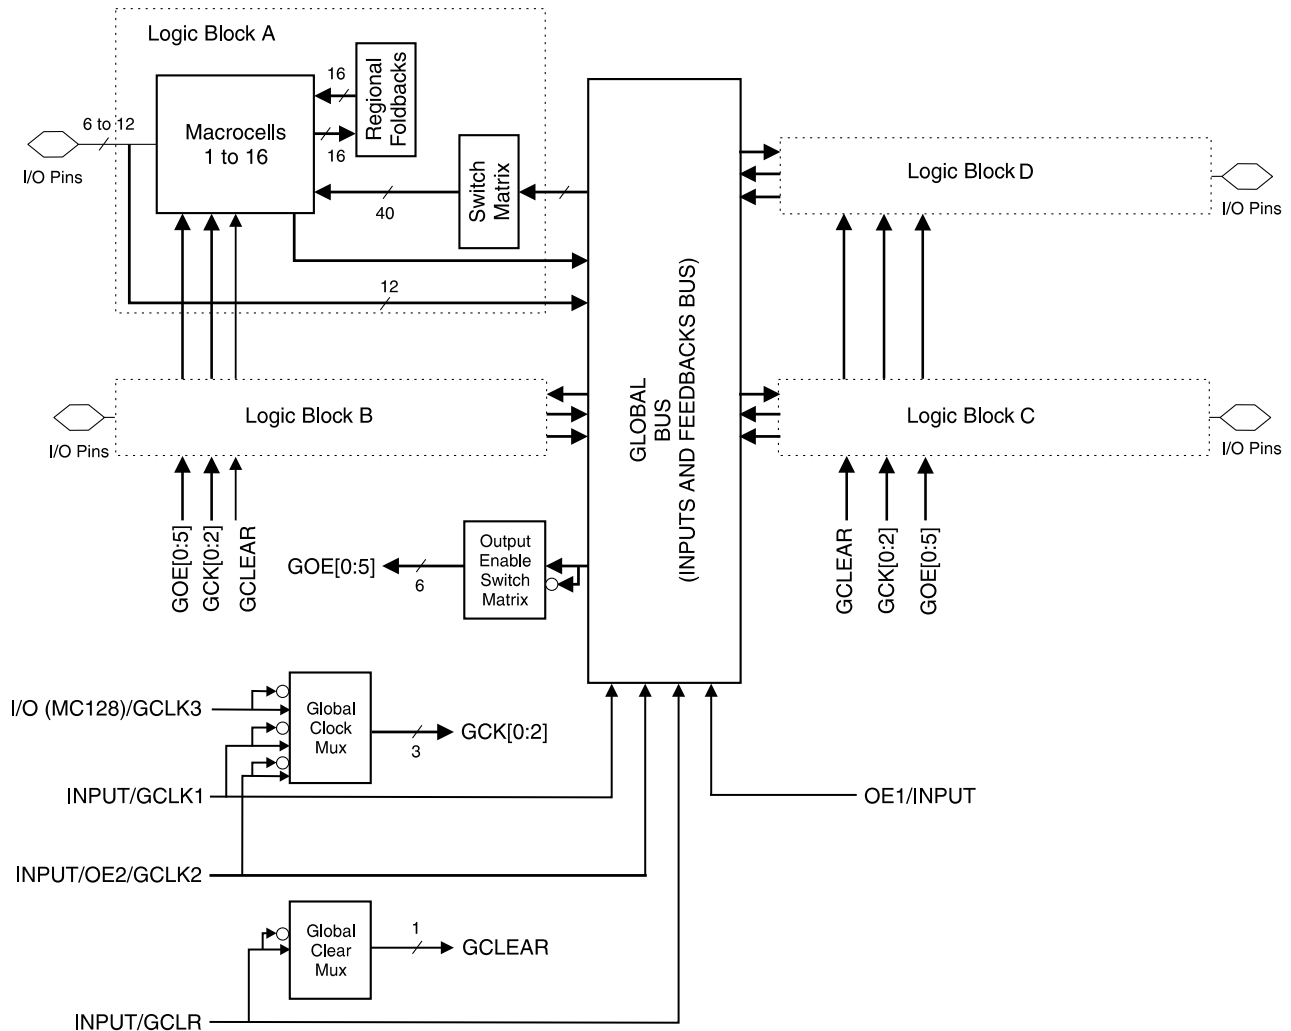 Logic Block A
Macrocells
1 to 16
16
16
Regional
Foldbacks
6 to 12
I/O Pins
40
Switch
Matrix
12
Logic Block D
I/O Pins
Logic Block B
I/O Pins
GLOBAL
BUS
(INPUTS AND FEEDBACKS BUS)
Logic Block C
I/O Pins
GOE[0:5]
GCK[0:2]
GCLEAR
GCLEAR
GCK[0:2]
GOE[0:5]
GOE[0:5]
6
Output
Enable
Switch
Matrix
I/O (MC128)/GCLK3
Global
Clock
Mux
3
GCK[0:2]
INPUT/GCLK1
OE1/INPUT
INPUT/OE2/GCLK2
Global
Clear
Mux
1
GCLEAR
INPUT/GCLR